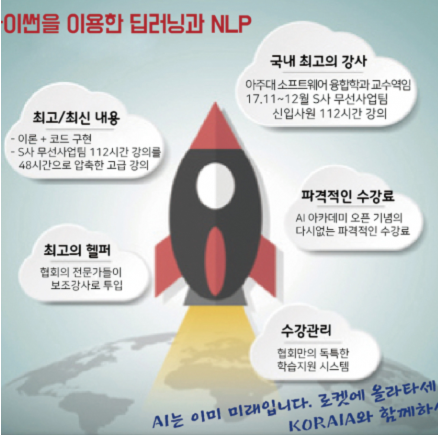 이썬을 이용한 딥러닝과 NLP
국내 최고의 강사
아주대 소프트웨어 융합학과 교수역임
17.11~12월 S사 무선사업팀
신입사원 112시간 강의
최고/최신 내용
- 이론 + 코드 구현
- S사 무선사업팀 112시간 강의를
48시간으로 압축한 고급 강의
파격적인 수강료
AI 아카데미 오픈 기념의
다시없는 파격적인 수강료
최고의 헬퍼
협회의 전문가들이
보조강사로 투입
수강관리
협회만의 독특한
학습지원 시스템
AI는 이미 미래입니다. 로켓에 올라타세
KORAIA와 함께하